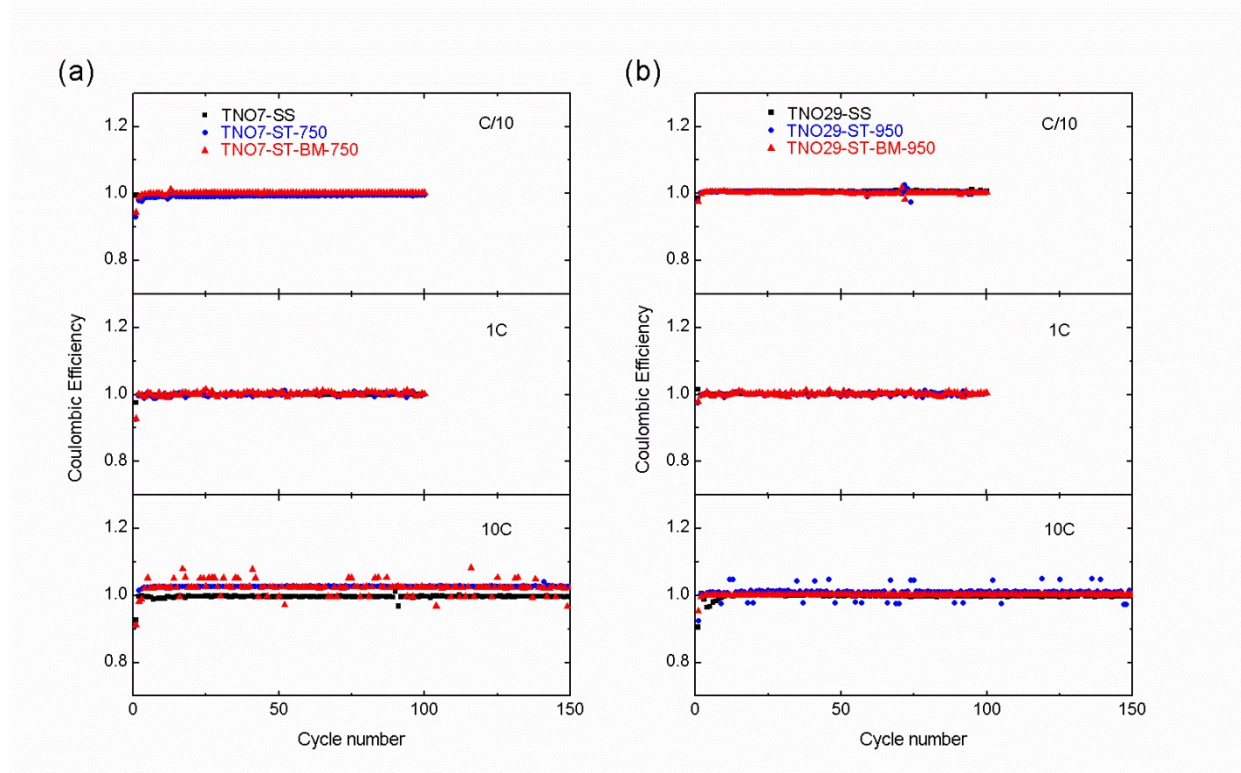 (a)
TNO7-SS
TNO7-ST-750
TNO7-ST-BM-750
C/10
1.2
1.0
0.8
1C
1.2
1.0
0.8
10C
1.2
1.0
0.8
Coulombic Efficiency
0 50 100 150
Cycle number
(b)
TNO29-SS
TNO29-ST-950
TNO29-ST-BM-950
C/10
1.2
1.0
0.8
1C
1.2
1.0
0.8
10C
1.2
1.0
0.8
Coulombic Efficiency
0 50 100 150
Cycle number